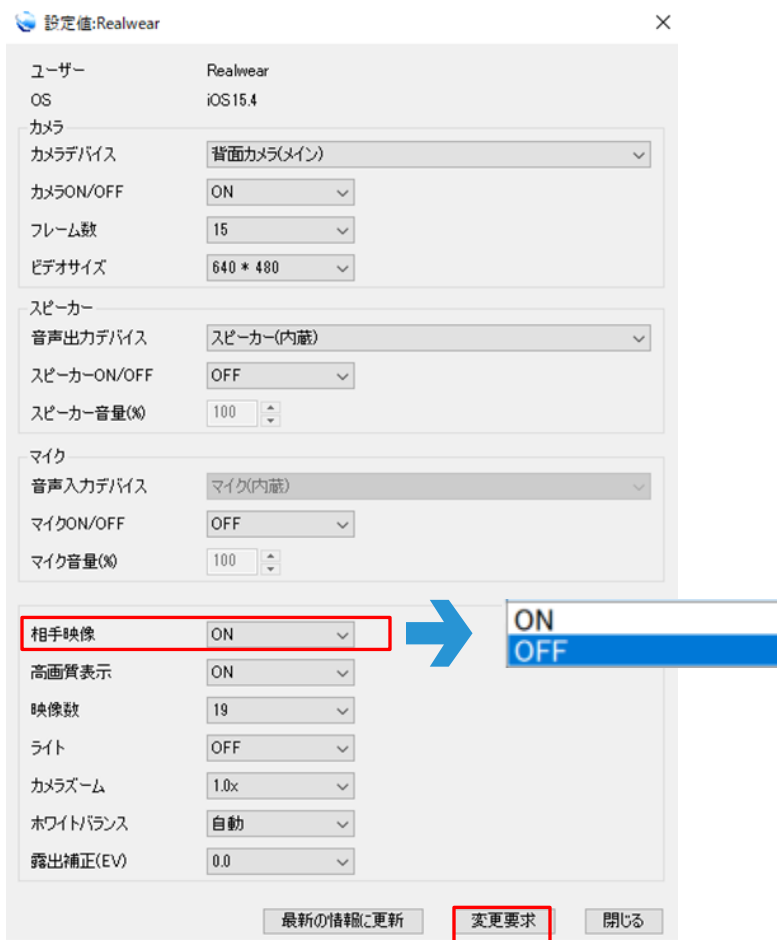 設定値:Realwear
ユーザー Realwear
OS iOS15.4
カメラ
カメラデバイス 背面カメラ(メイン)
カメラON/OFF ON
フレーム数 15
ビデオサイズ 640 * 480
スピーカー
音声出力デバイス スピーカー(内蔵)
スピーカーON/OFF OFF
スピーカー音量(%) 100
マイク
音声入力デバイス マイク(内蔵)
マイクON/OFF OFF
マイク音量(%) 100
相手映像 ON
ON
OFF
高画質表示 ON
映像数 19
ライト OFF
カメラズーム 1.0x
ホワイトバランス 自動
露出補正(EV) 0.0
最新の情報に更新 変更要求 閉じる